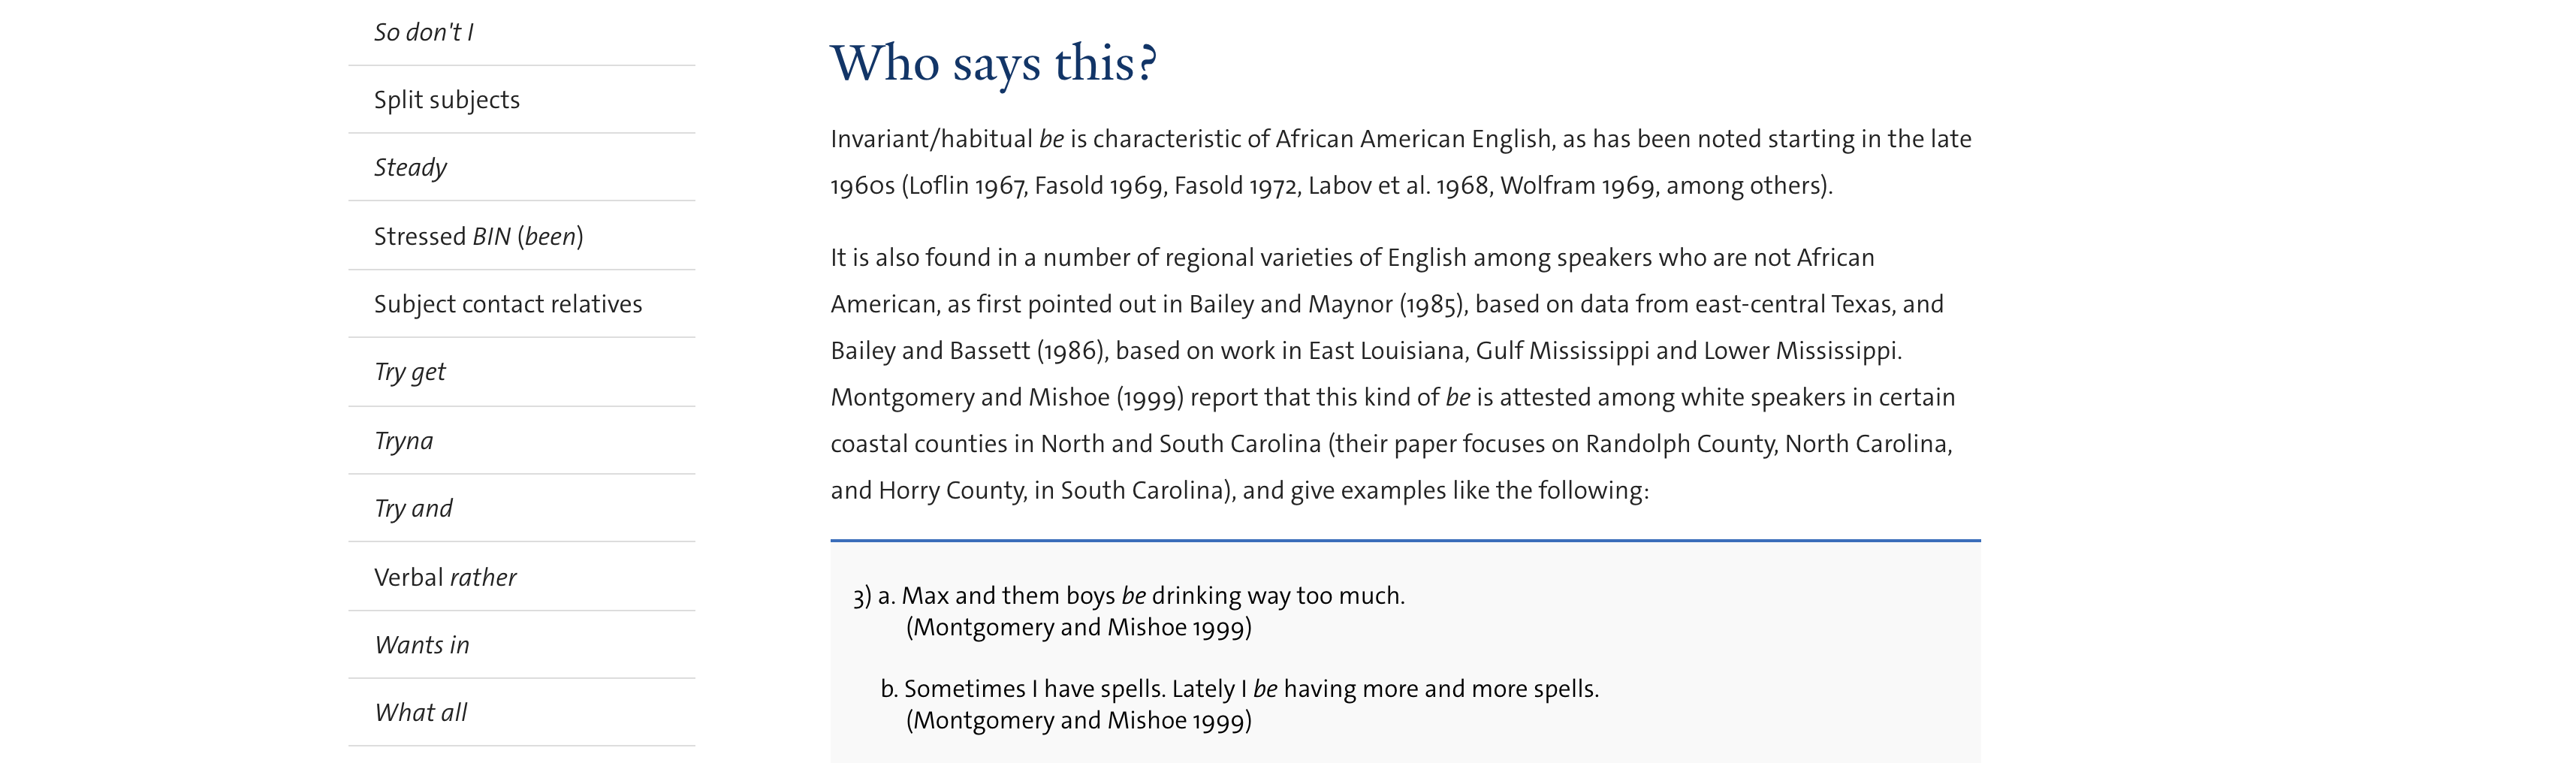 So don't I
Split subjects
Steady
Stressed BIN (been)
Subject contact relatives
Try get
Tryna
Try and
Verbal rather
Wants in
What all
Who says this?
Invariant/habitual be is characteristic of African American English, as has been noted starting in the late
1960s (Loflin 1967, Fasold 1969, Fasold 1972, Labov et al. 1968, Wolfram 1969, among others).
It is also found in a number of regional varieties of English among speakers who are not African
American, as first pointed out in Bailey and Maynor (1985), based on data from east-central Texas, and
Bailey and Bassett (1986), based on work in East Louisiana, Gulf Mississippi and Lower Mississippi.
Montgomery and Mishoe (1999) report that this kind of be is attested among white speakers in certain
coastal counties in North and South Carolina (their paper focuses on Randolph County, North Carolina,
and Horry County, in South Carolina), and give examples like the following:
3) a. Max and them boys be drinking way too much.
(Montgomery and Mishoe 1999)
b. Sometimes I have spells. Lately I be having more and more spells.
(Montgomery and Mishoe 1999)